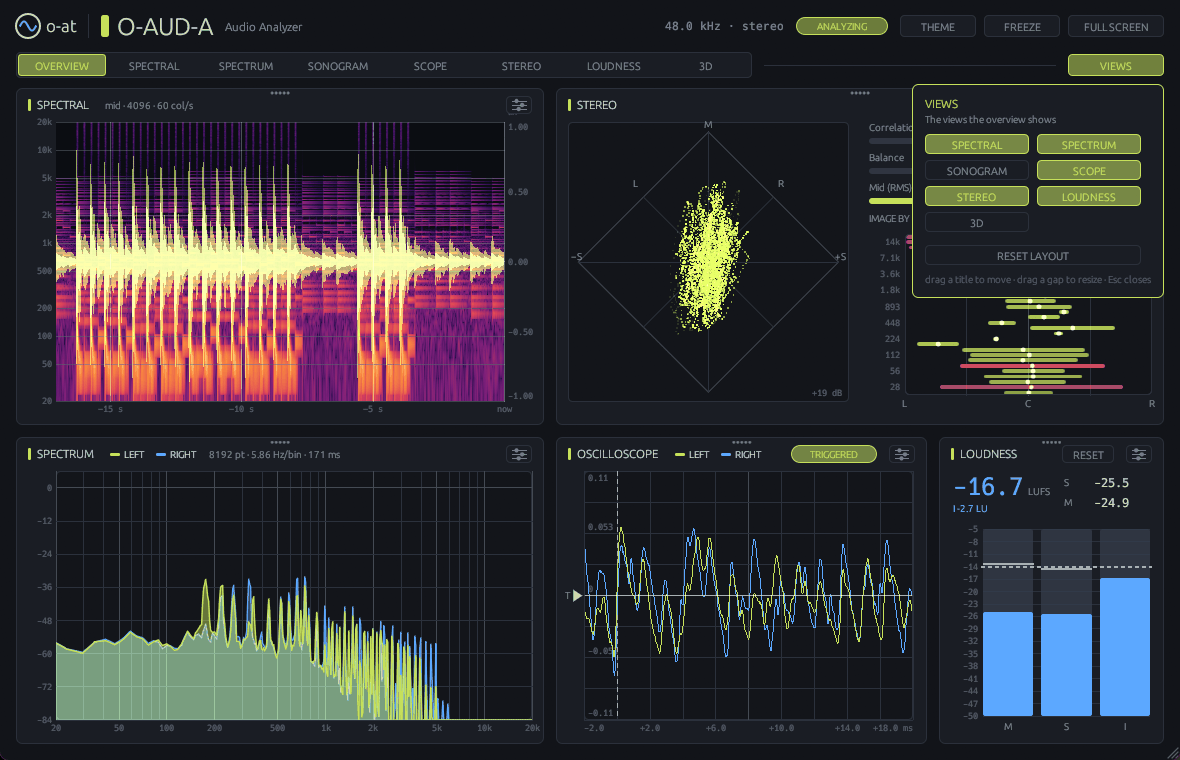 o-at O-AUD-A Audio Analyzer 48.0 kHz · stereo ANALYZING THEME FREEZE FULL SCREEN
OVERVIEW SPECTRAL SPECTRUM SONOGRAM SCOPE STEREO LOUDNESS 3D VIEWS
SPECTRAL mid · 4096 · 60 col/s
20k
10k
5k
2k
1k
500
200
100
50
20
1.00
0.50
0.00
−0.50
−1.00
−15 s −10 s −5 s now
STEREO
M
L R
−S +S
+19 dB
Balance
Mid (RMS)
IMAGE BY
14k
7.1k
3.6k
1.8k
893
448
224
112
56
28
L C R
VIEWS
The views the overview shows
SPECTRAL SPECTRUM
SONOGRAM SCOPE
STEREO LOUDNESS
3D
RESET LAYOUT
drag a title to move · drag a gap to resize · Esc closes
SPECTRUM LEFT RIGHT 8192 pt · 5.86 Hz/bin · 171 ms
0
−12
−24
−36
−48
−60
−72
−84
20 50 100 200 500 1k 2k 5k 10k 20k
OSCILLOSCOPE LEFT RIGHT TRIGGERED
0.11
0.053
T
−0.11
−2.0 +2.0 +6.0 +10.0 +14.0 +18.0 ms
LOUDNESS RESET
−16.7 LUFS
I -2.7 LU
S −25.5
M −24.9
−5
−8
−11
−14
−17
−20
−23
−26
−29
−32
−35
−38
−41
−44
−47
−50
M S I